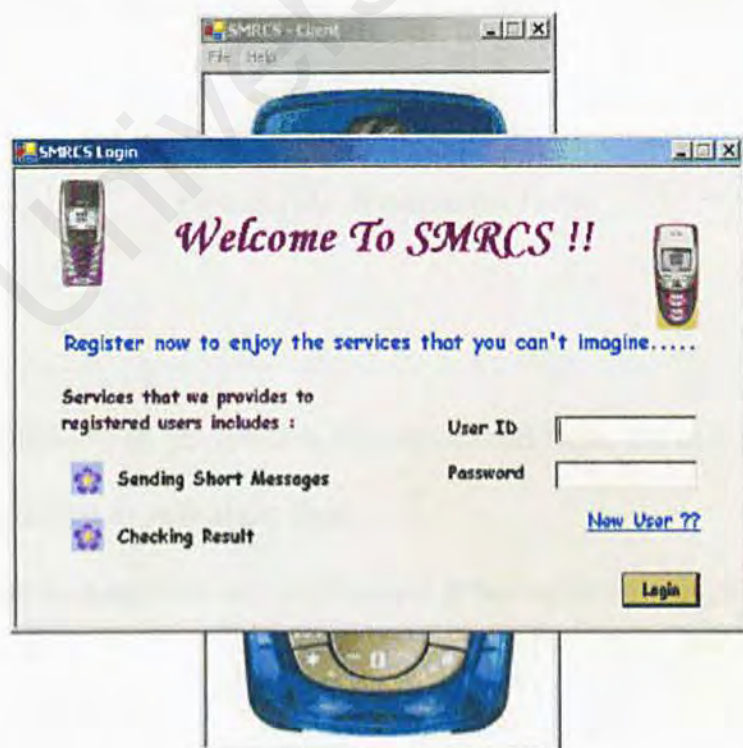 SMRCS - Client
File Help
SMRCS Login
Welcome To SMRCS !!
Register now to enjoy the services that you can't imagine.....
Services that we provides to
registered users includes :
Sending Short Messages
Checking Result
User ID
Password
New User ??
Login